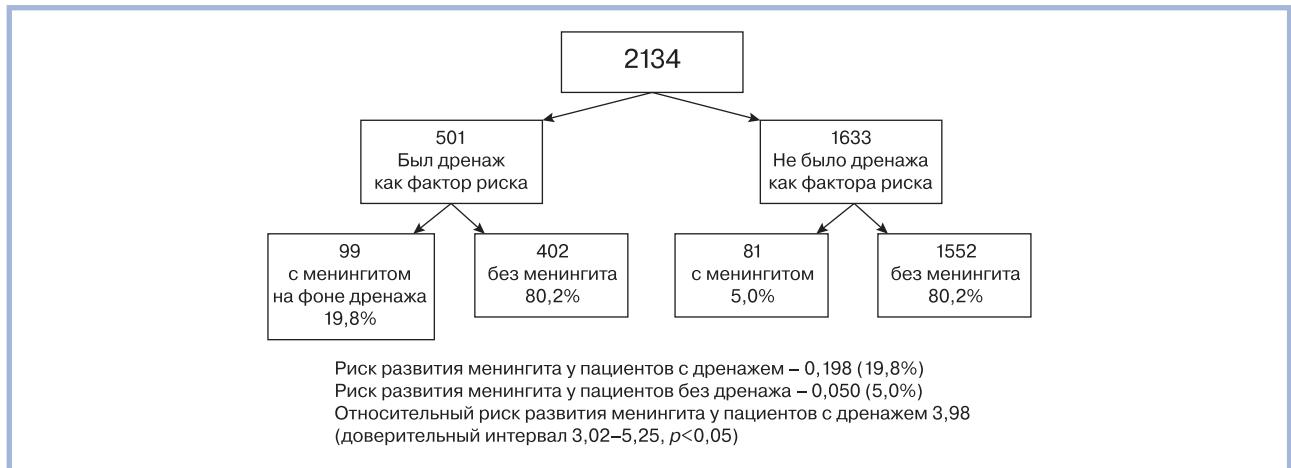 2134
501
Был дренаж
как фактор риска
1633
Не было дренажа
как фактора риска
99
с менингитом
на фоне дренажа
19,8%
402
без менингита
80,2%
81
с менингитом
5,0%
1552
без менингита
80,2%
Риск развития менингита у пациентов с дренажем – 0,198 (19,8%)
Риск развития менингита у пациентов без дренажа – 0,050 (5,0%)
Относительный риск развития менингита у пациентов с дренажем 3,98
(доверительный интервал 3,02–5,25, p<0,05)